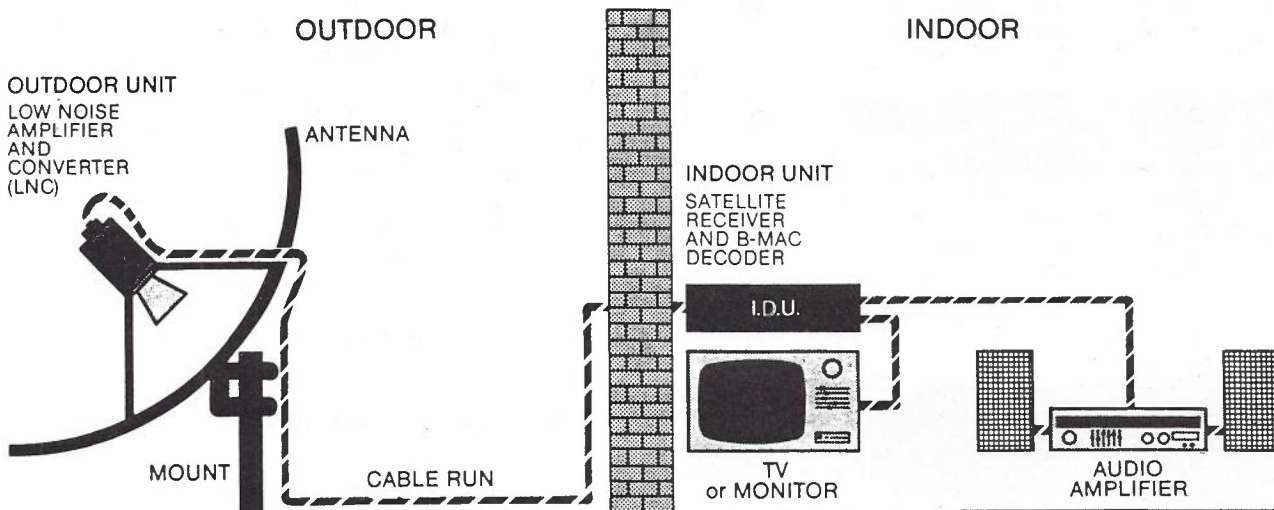 OUTDOOR
INDOOR
OUTDOOR UNIT
LOW NOISE
AMPLIFIER
AND
CONVERTER
(LNC)
ANTENNA
INDOOR UNIT
SATELLITE
RECEIVER
AND B-MAC
DECODER
I.D.U.
MOUNT
CABLE RUN
TV
or MONITOR
AUDIO
AMPLIFIER